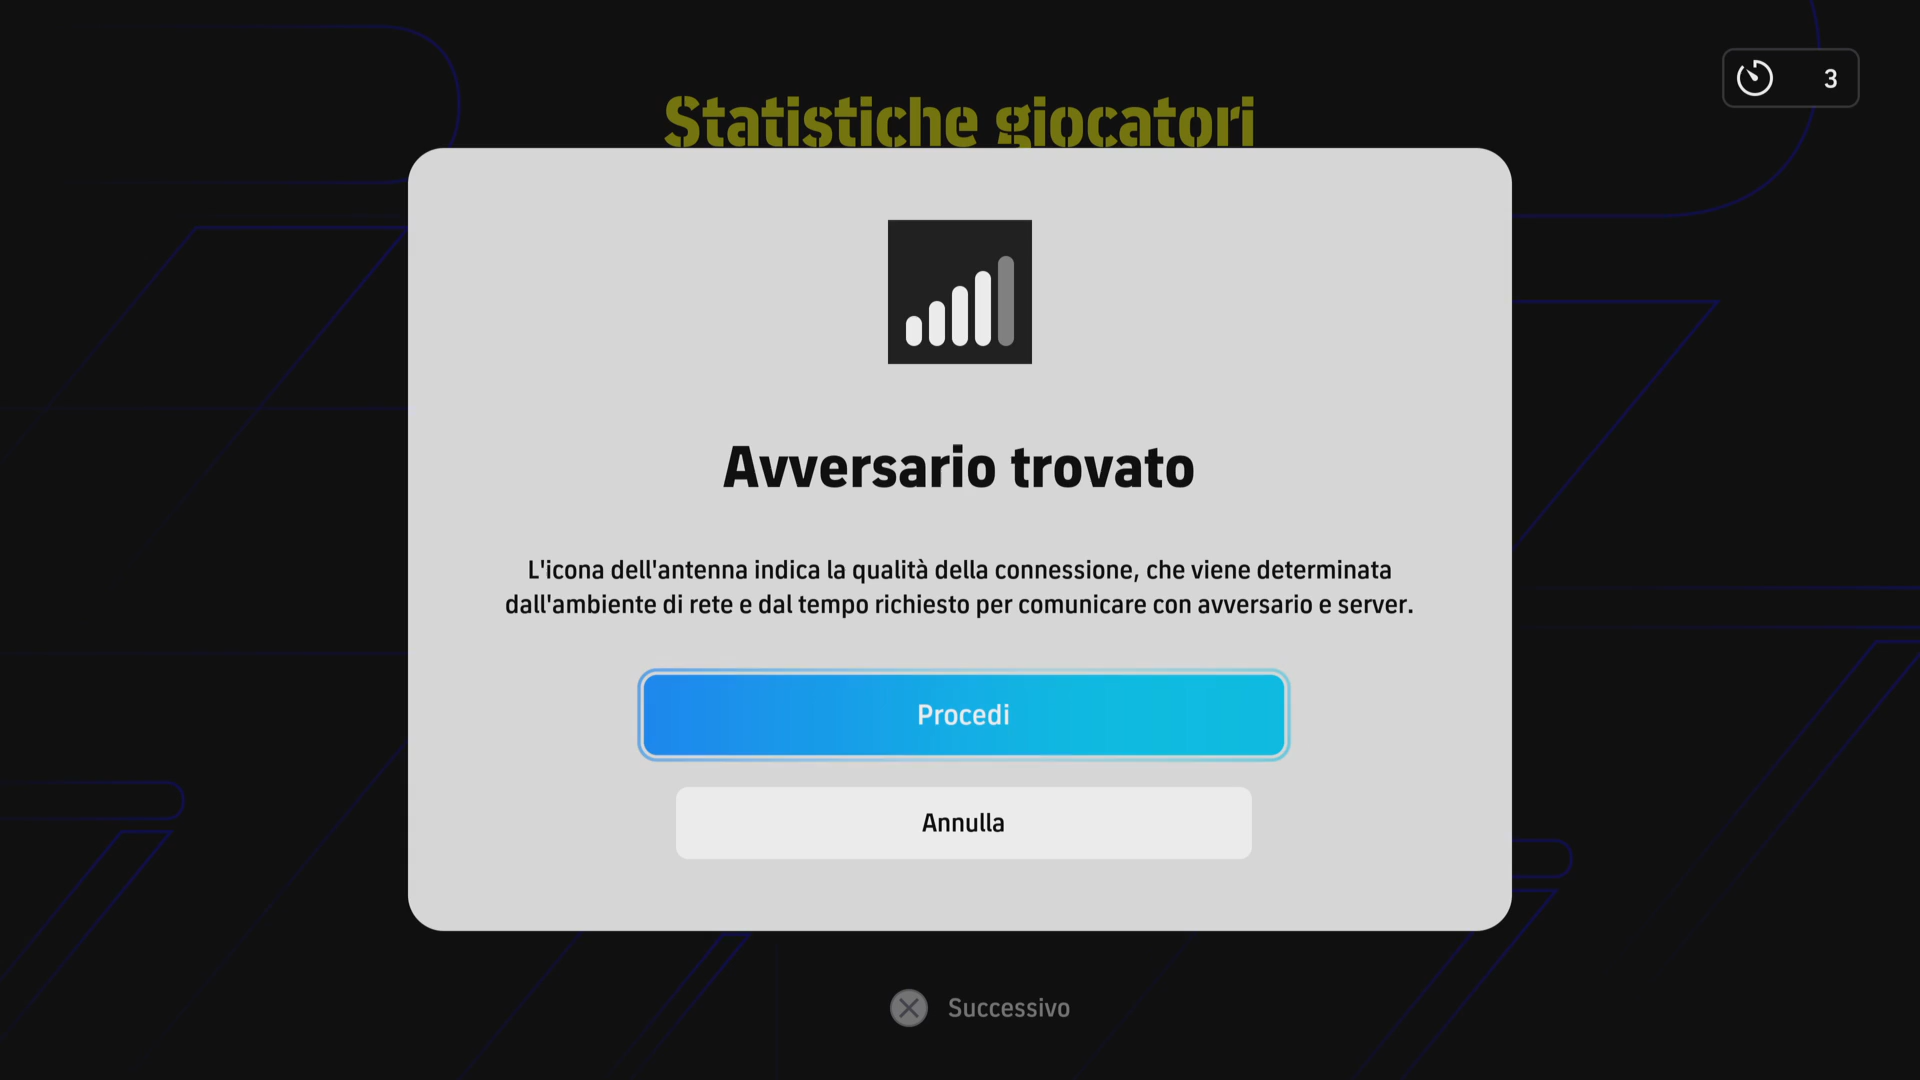 3
Statistiche giocatori
Avversario trovato
L'icona dell'antenna indica la qualità della connessione, che viene determinata
dall'ambiente di rete e dal tempo richiesto per comunicare con avversario e server.
Procedi
Annulla
Successivo